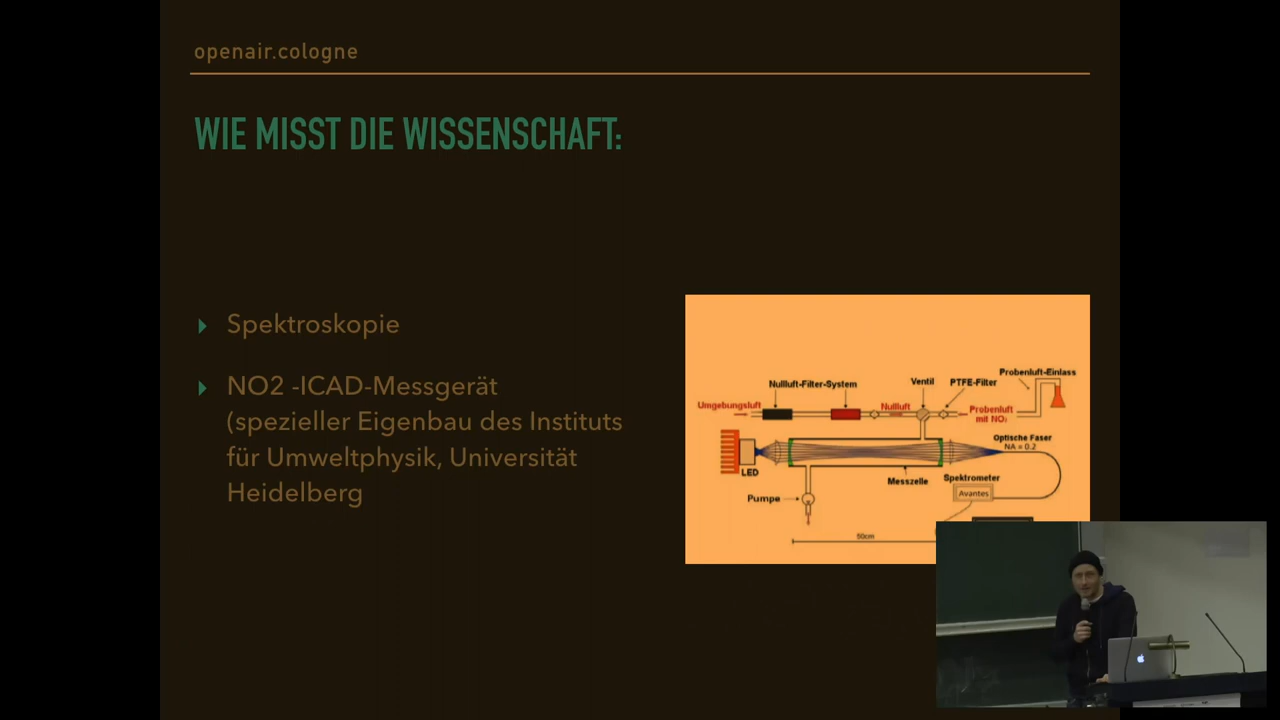 openair.cologne
WIE MISST DIE WISSENSCHAFT:
Spektroskopie
NO2 -ICAD-Messgerät
(spezieller Eigenbau des Instituts
für Umweltphysik, Universität
Heidelberg
Probenluft-Einlass
Nullluft-Filter-System
Ventil
PTFE-Filter
Umgebungsluft
Nullluft
Probenluft
mit NO₂
Optische Faser
NA = 0.2
LED
Messzelle
Spektrometer
Avantes
Pumpe
50cm